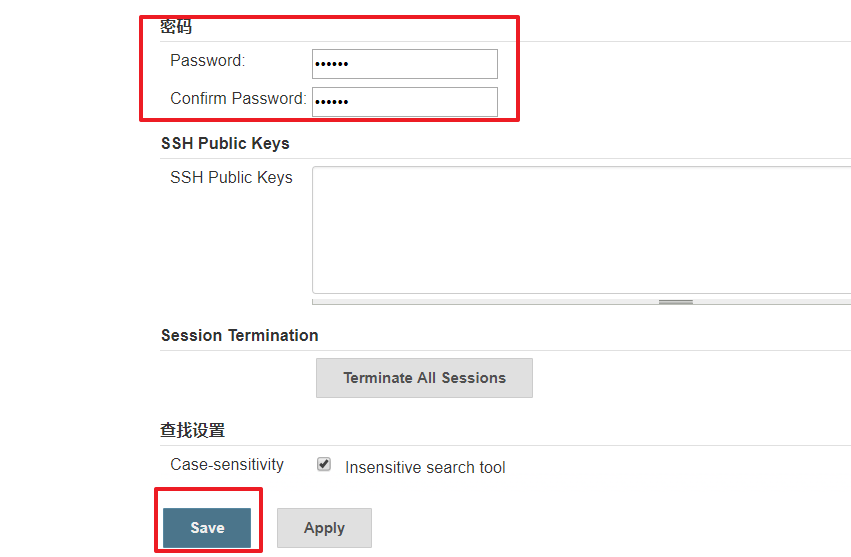 密码
Password:
••••••
Confirm Password:
••••••
SSH Public Keys
SSH Public Keys
Session Termination
Terminate All Sessions
查找设置
Case-sensitivity
Insensitive search tool
Save
Apply